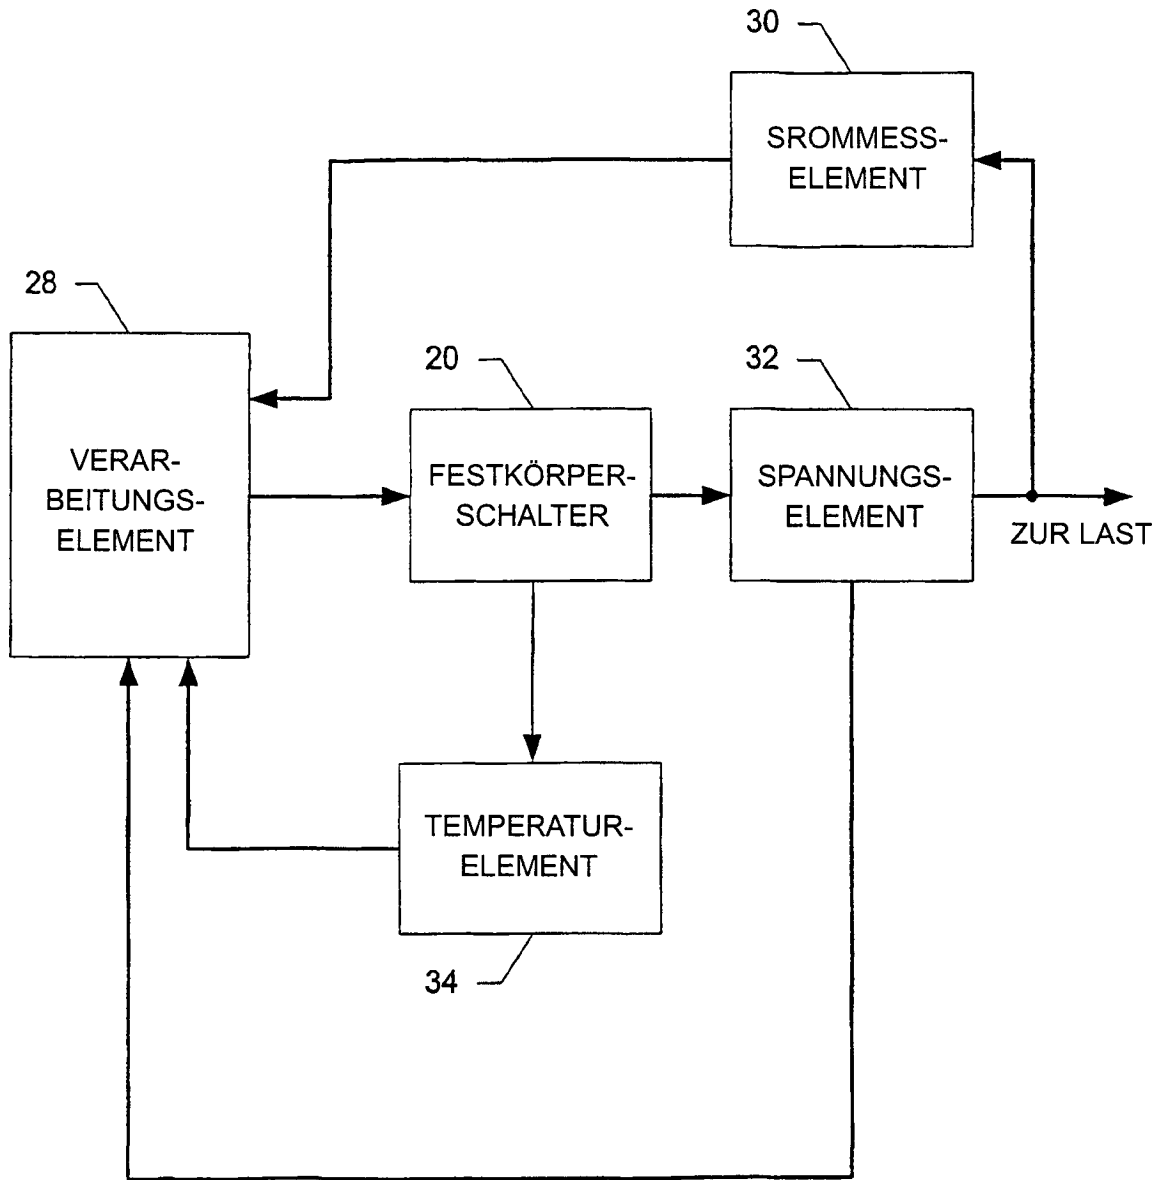 30
SROMMESS-
ELEMENT
28
20
32
VERAR-
BEITUNGS-
ELEMENT
FESTKÖRPER-
SCHALTER
SPANNUNGS-
ELEMENT
ZUR LAST
TEMPERATUR-
ELEMENT
34